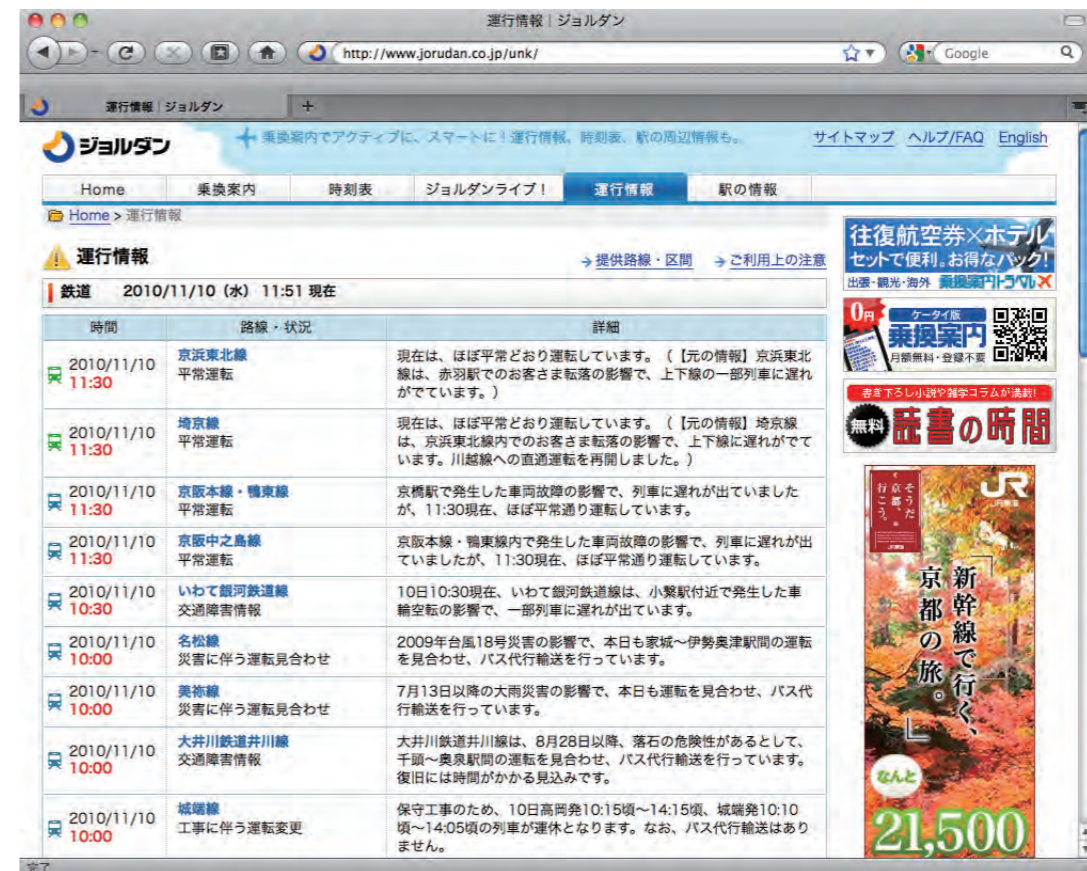 運行情報 | ジョルダン
http://www.jorudan.co.jp/unk/
Google
運行情報 | ジョルダン
+
ジョルダン
乗換案内でアクティブに、スマートに！運行情報、時刻表、駅の周辺情報も。
サイトマップ ヘルプ/FAQ English
Home 乗換案内 時刻表 ジョルダンライブ！ 運行情報 駅の情報
Home > 運行情報
運行情報
提供路線・区間 ご利用上の注意
鉄道 2010/11/10（水）11:51 現在
時間 路線・状況 詳細
2010/11/10
11:30
京浜東北線
平常運転
現在は、ほぼ平常どおり運転しています。（【元の情報】京浜東北
線は、赤羽駅でのお客さま転落の影響で、上下線の一部列車に遅れ
がでています。）
2010/11/10
11:30
埼京線
平常運転
現在は、ほぼ平常どおり運転しています。（【元の情報】埼京線
は、京浜東北線内でのお客さま転落の影響で、上下線に遅れがでて
います。川越線への直通運転を再開しました。）
2010/11/10
11:30
京阪本線・鴨東線
平常運転
京橋駅で発生した車両故障の影響で、列車に遅れが出ていました
が、11:30現在、ほぼ平常通り運転しています。
2010/11/10
11:30
京阪中之島線
平常運転
京阪本線・鴨東線内で発生した車両故障の影響で、列車に遅れが出
ていましたが、11:30現在、ほぼ平常通り運転しています。
2010/11/10
10:30
いわて銀河鉄道線
交通障害情報
10日10:30現在、いわて銀河鉄道線は、小繋駅付近で発生した車
輪空転の影響で、一部列車に遅れが出ています。
2010/11/10
10:00
名松線
災害に伴う運転見合わせ
2009年台風18号災害の影響で、本日も家城～伊勢奥津駅間の運転
を見合わせ、バス代行輸送を行っています。
2010/11/10
10:00
美祢線
災害に伴う運転見合わせ
7月13日以降の大雨災害の影響で、本日も運転を見合わせ、バス代
行輸送を行っています。
2010/11/10
10:00
大井川鉄道井川線
交通障害情報
大井川鉄道井川線は、8月28日以降、落石の危険性があるとして、
千頭～奥泉駅間の運転を見合わせ、バス代行輸送を行っています。
復旧には時間がかかる見込みです。
2010/11/10
10:00
城端線
工事に伴う運転変更
保守工事のため、10日高岡発10:15頃～14:15頃、城端発10:10
頃～14:05頃の列車が運休となります。なお、バス代行輸送はあり
ません。
往復航空券×ホテル
セットで便利。お得なパック！
出張・観光・海外 乗換案内トラベル
0円
ケータイ版
乗換案内
月額無料・登録不要
書き下ろし小説や雑学コラムが満載！
無料 読書の時間
そうだ
京都、
行こう。
JR
JR東海
「新幹線で行く、
京都の旅。」
なんと
21,500
完了